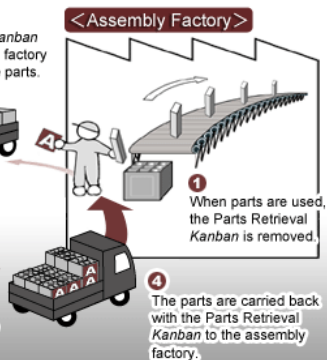 <Assembly Factory>
anban
factory
parts.
A
1
When parts are used,
the Parts Retrieval
Kanban is removed.
A
A A A
4
The parts are carried back
with the Parts Retrieval
Kanban to the assembly
factory.